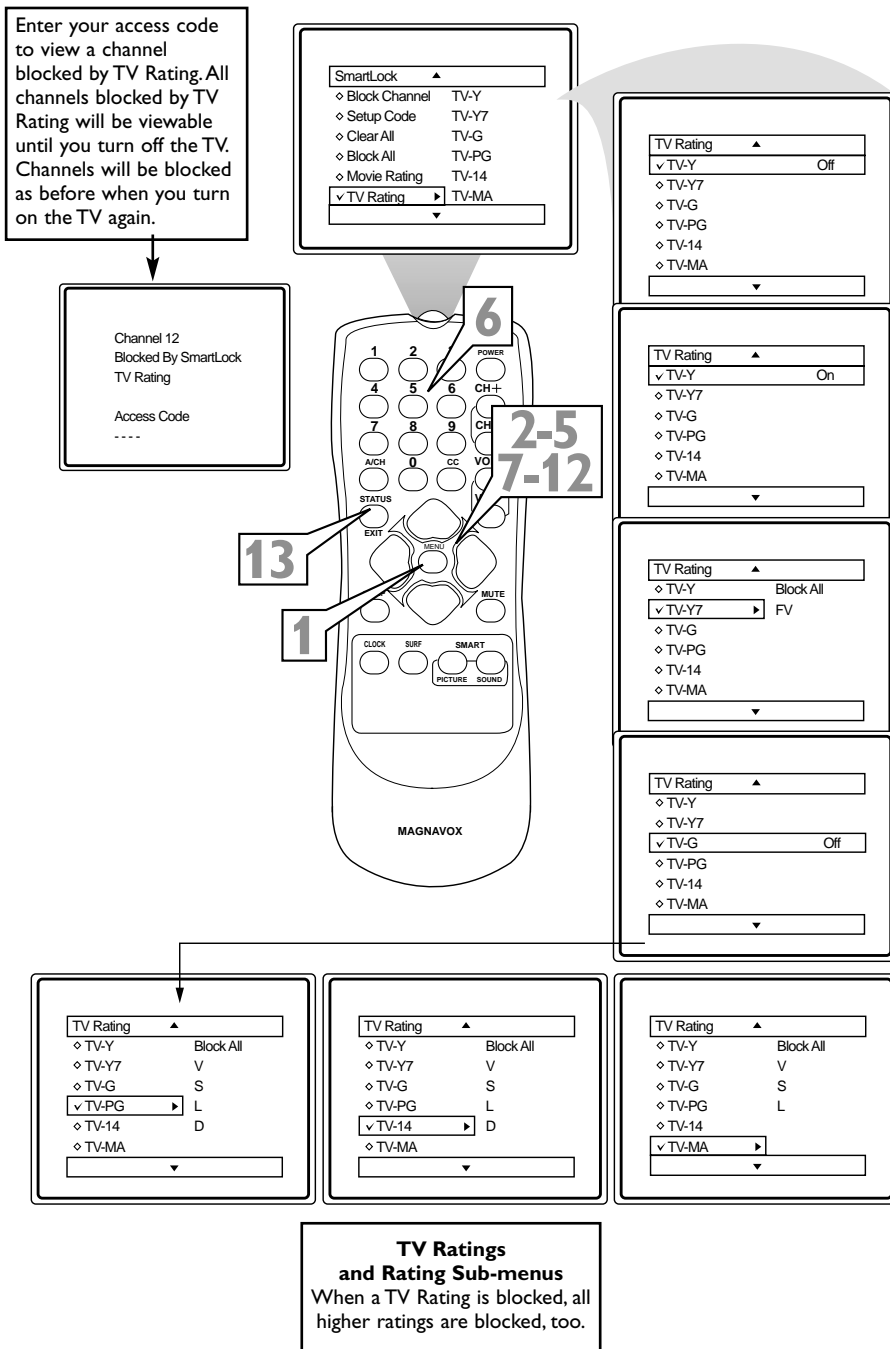 Enter your access code
to view a channel
blocked by TV Rating. All
channels blocked by TV
Rating will be viewable
until you turn off the TV.
Channels will be blocked
as before when you turn
on the TV again.
Channel 12
Blocked By SmartLock
TV Rating
Access Code
- - - -
SmartLock ▲
◇ Block Channel TV-Y
◇ Setup Code TV-Y7
◇ Clear All TV-G
◇ Block All TV-PG
◇ Movie Rating TV-14
✓ TV Rating ▶ TV-MA
▼
TV Rating ▲
✓ TV-Y Off
◇ TV-Y7
◇ TV-G
◇ TV-PG
◇ TV-14
◇ TV-MA
▼
TV Rating ▲
✓ TV-Y On
◇ TV-Y7
◇ TV-G
◇ TV-PG
◇ TV-14
◇ TV-MA
▼
TV Rating ▲
◇ TV-Y Block All
✓ TV-Y7 ▶ FV
◇ TV-G
◇ TV-PG
◇ TV-14
◇ TV-MA
▼
TV Rating ▲
◇ TV-Y
◇ TV-Y7
✓ TV-G Off
◇ TV-PG
◇ TV-14
◇ TV-MA
▼
6
2-5
7-12
13
1
1 2 POWER
4 5 6 CH+
7 8 9 CH
A/CH 0 CC VO
STATUS
EXIT
MENU
MUTE
CLOCK SURF SMART
PICTURE SOUND
MAGNAVOX
TV Rating ▲
◇ TV-Y Block All
◇ TV-Y7 V
◇ TV-G S
✓ TV-PG ▶ L
◇ TV-14 D
◇ TV-MA
▼
TV Rating ▲
◇ TV-Y Block All
◇ TV-Y7 V
◇ TV-G S
◇ TV-PG L
✓ TV-14 ▶ D
◇ TV-MA
▼
TV Rating ▲
◇ TV-Y Block All
◇ TV-Y7 V
◇ TV-G S
◇ TV-PG L
◇ TV-14
✓ TV-MA ▶
▼
TV Ratings
and Rating Sub-menus
When a TV Rating is blocked, all
higher ratings are blocked, too.